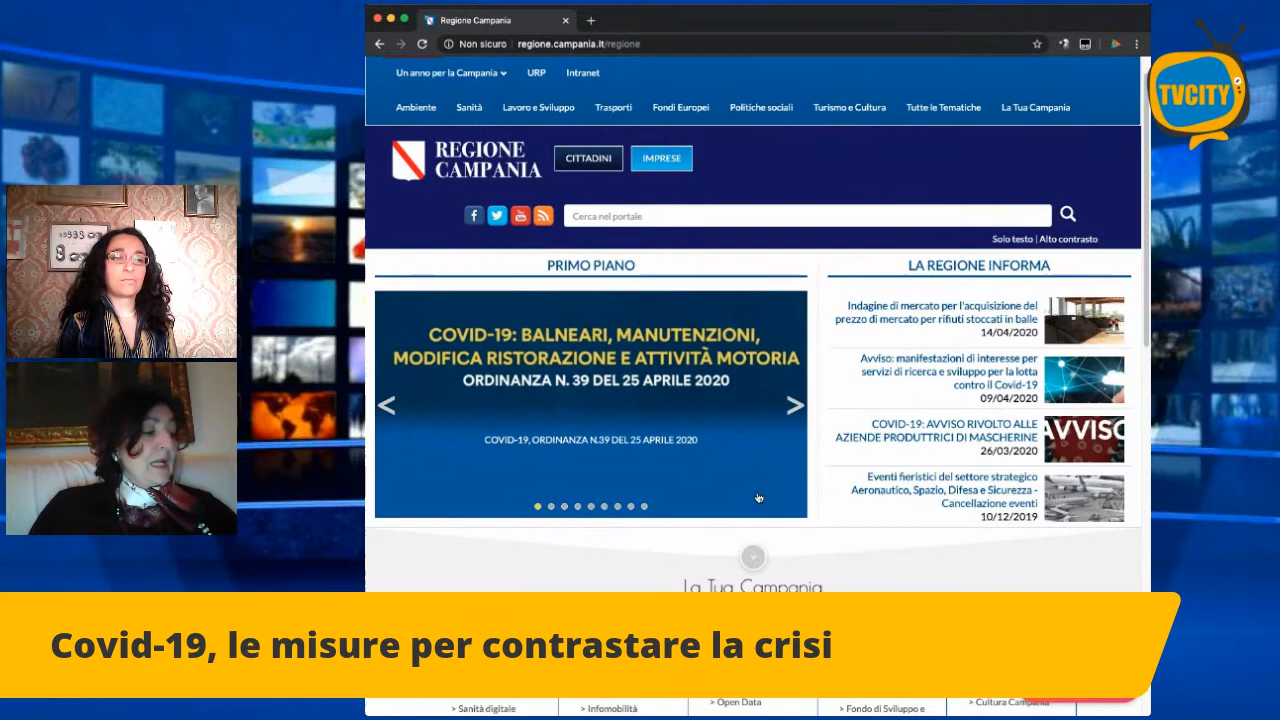 Regione Campania
Non sicuro
regione.campania.it/regione
Un anno per la Campania
URP
Intranet
Ambiente
Sanità
Lavoro e Sviluppo
Trasporti
Fondi Europei
Politiche sociali
Turismo e Cultura
Tutte le Tematiche
La Tua Campania
REGIONE
CAMPANIA
CITTADINI
IMPRESE
Cerca nel portale
Solo testo | Alto contrasto
TVCITY
PRIMO PIANO
COVID-19: BALNEARI, MANUTENZIONI,
MODIFICA RISTORAZIONE E ATTIVITÀ MOTORIA
ORDINANZA N. 39 DEL 25 APRILE 2020
COVID-19, ORDINANZA N.39 DEL 25 APRILE 2020
LA REGIONE INFORMA
Indagine di mercato per l'acquisizione del
prezzo di mercato per rifiuti stoccati in balle
14/04/2020
Avviso: manifestazioni di interesse per
servizi di ricerca e sviluppo per la lotta
contro il Covid-19
09/04/2020
COVID-19: AVVISO RIVOLTO ALLE
AZIENDE PRODUTTRICI DI MASCHERINE
26/03/2020
AVVISO
Eventi fieristici del settore strategico
Aeronautico, Spazio, Difesa e Sicurezza -
Cancellazione eventi
10/12/2019
La Tua Campania
Covid-19, le misure per contrastare la crisi
> Sanità digitale
> Infomobilità
> Open Data
> Fondo di Sviluppo e
> Cultura Campania